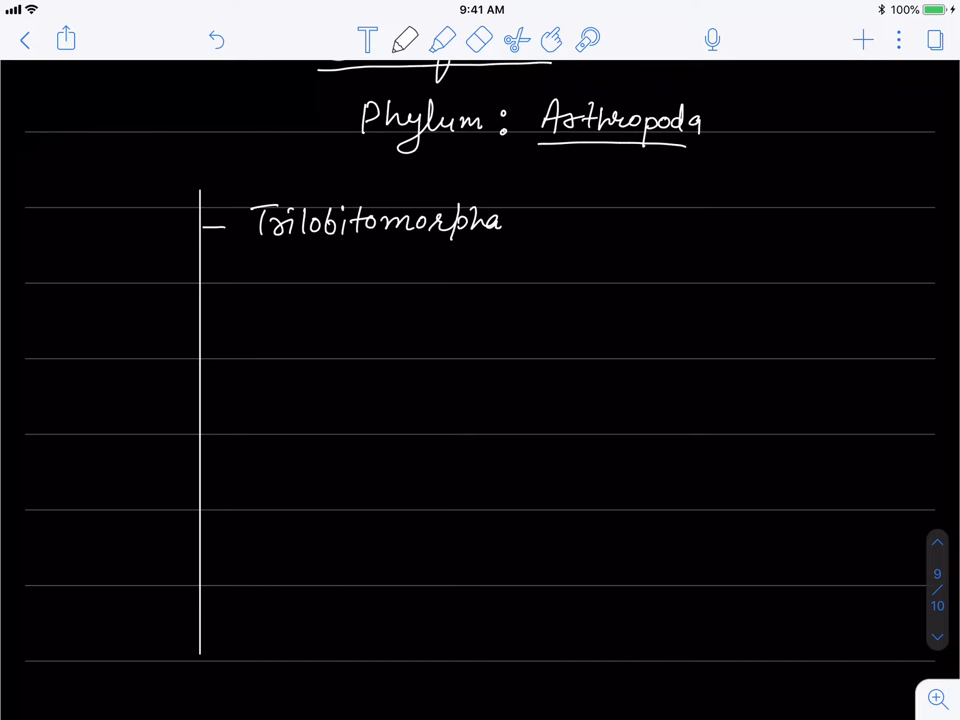 9:41 AM
100%
T
Phylum : Arthropoda
– Trilobitomorpha
9
/
10